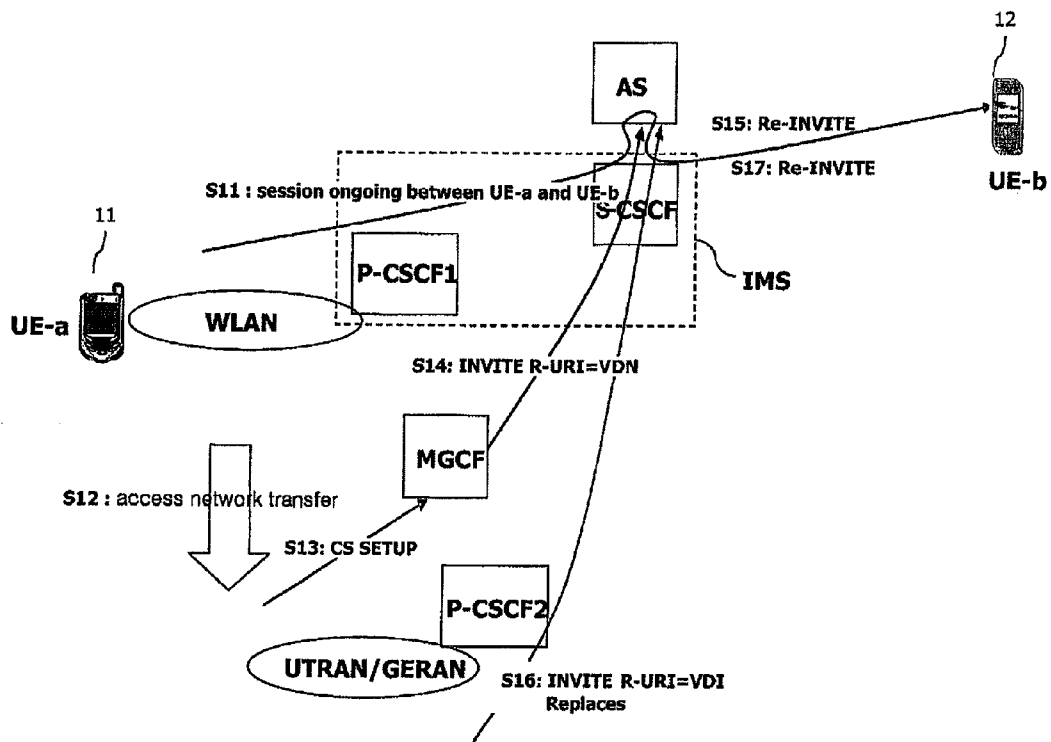 12
AS
S15: Re-INVITE
S17: Re-INVITE
UE-b
S11 : session ongoing between UE-a and UE-b
S-CSCF
11
P-CSCF1
IMS
UE-a
WLAN
S14: INVITE R-URI=VDN
MGCF
S12 : access network transfer
S13: CS SETUP
P-CSCF2
UTRAN/GERAN
S16: INVITE R-URI=VDI
Replaces